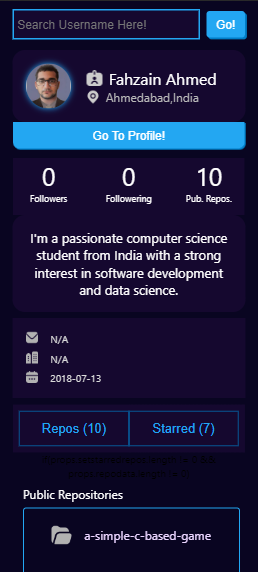 Search Username Here!
Go!
Fahzain Ahmed
Ahmedabad,India
Go To Profile!
0
Followers
0
Followering
10
Pub. Repos.
I'm a passionate computer science
student from India with a strong
interest in software development
and data science.
N/A
N/A
2018-07-13
Repos (10)
Starred (7)
Public Repositories
a-simple-c-based-game